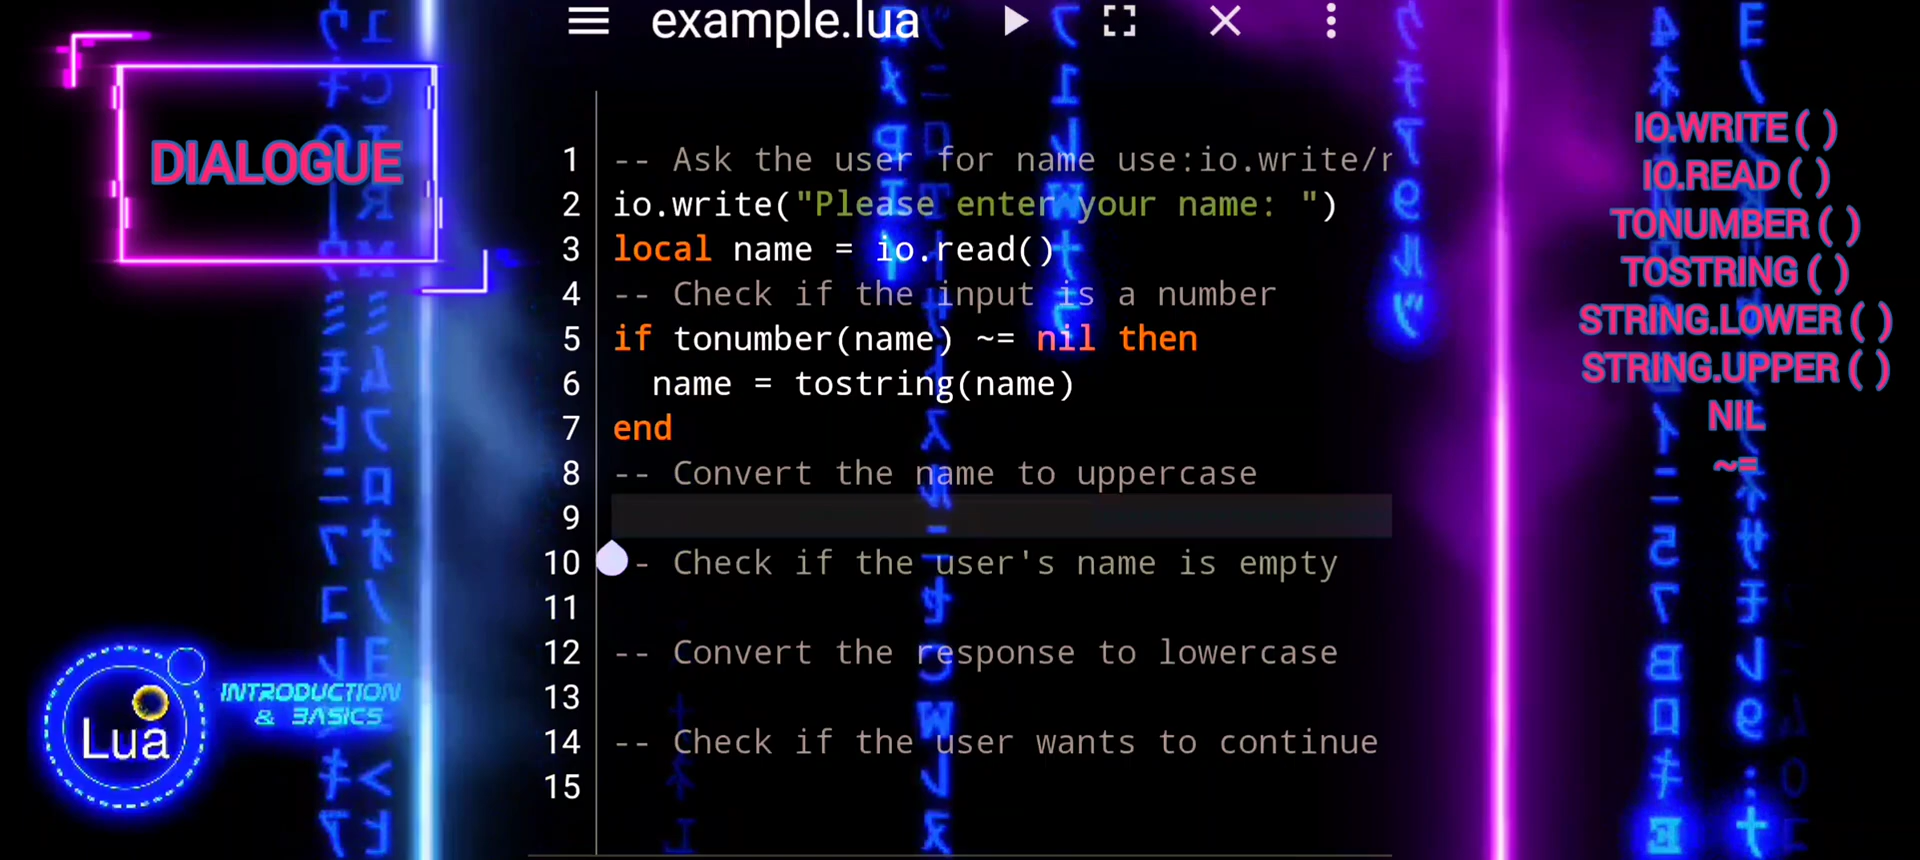 example.lua
DIALOGUE
1 -- Ask the user for name use:io.write/r
2 io.write("Please enter your name: ")
3 local name = io.read()
4 -- Check if the input is a number
5 if tonumber(name) ~= nil then
6 name = tostring(name)
7 end
8 -- Convert the name to uppercase
9
10 - Check if the user's name is empty
11
12 -- Convert the response to lowercase
13
14 -- Check if the user wants to continue
15
IO.WRITE ( )
IO.READ ( )
TONUMBER ( )
TOSTRING ( )
STRING.LOWER ( )
STRING.UPPER ( )
NIL
~=
Lua
INTRODUCTION
& BASICS